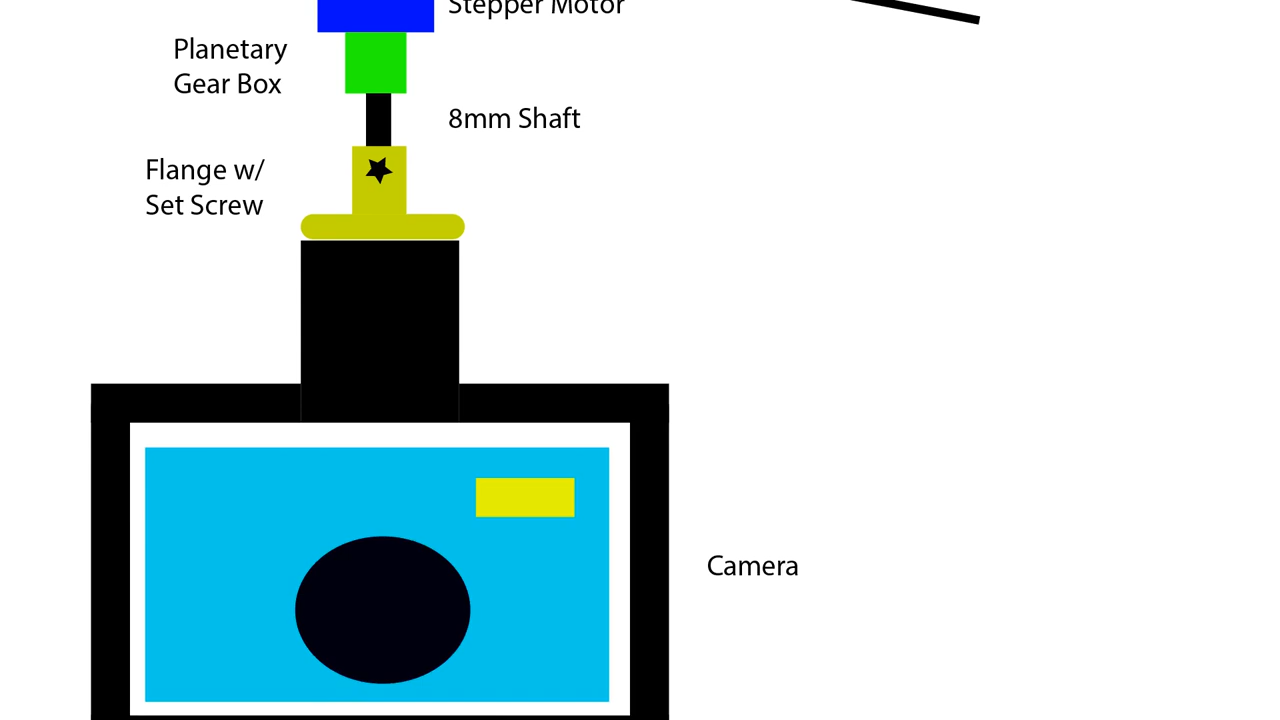 Stepper Motor
Planetary
Gear Box
8mm Shaft
Flange w/
Set Screw
Camera